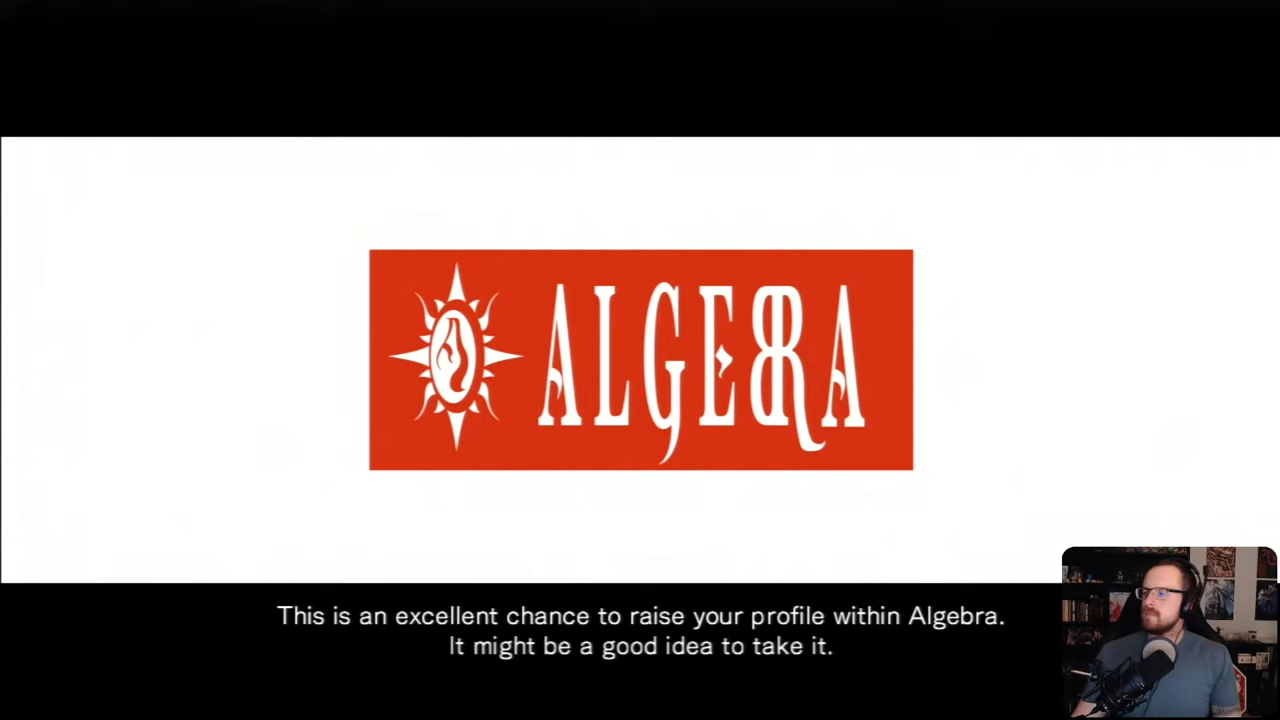 ALGEBRA
This is an excellent chance to raise your profile within Algebra.
It might be a good idea to take it.